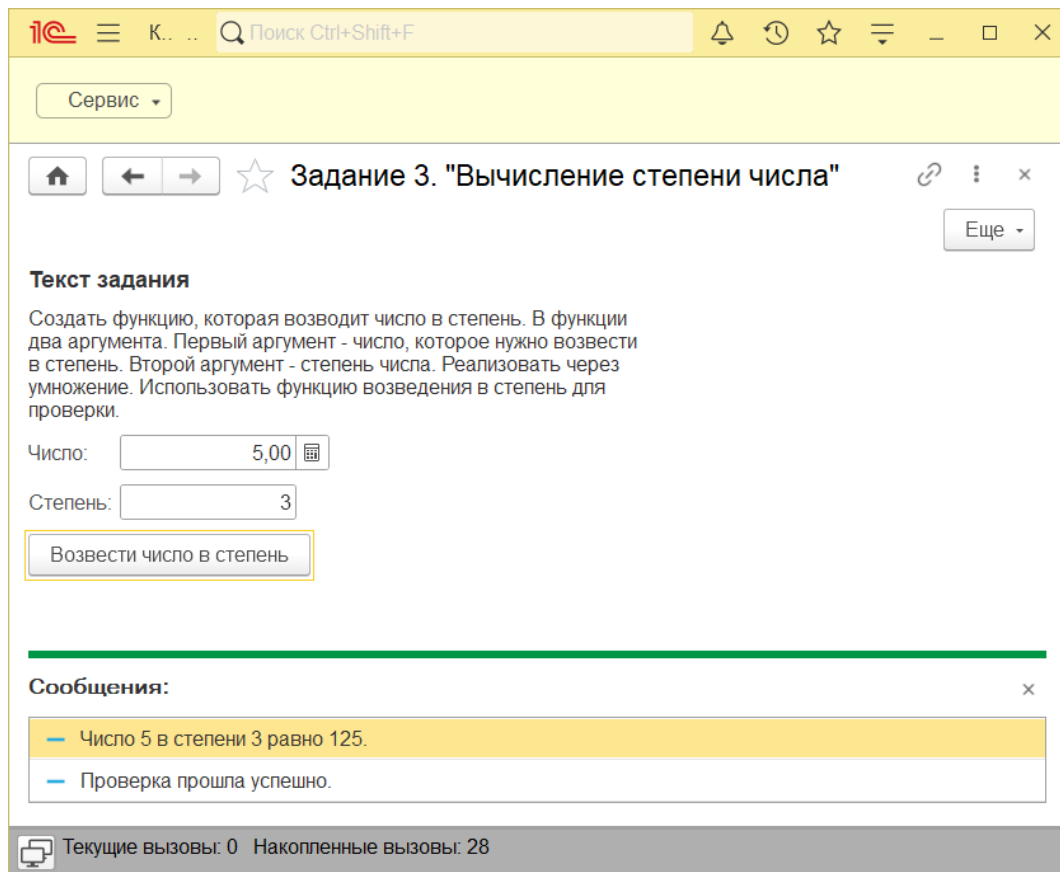 1С К.. .. Поиск Ctrl+Shift+F
Сервис
Задание 3. "Вычисление степени числа"
Еще
Текст задания
Создать функцию, которая возводит число в степень. В функции
два аргумента. Первый аргумент - число, которое нужно возвести
в степень. Второй аргумент - степень числа. Реализовать через
умножение. Использовать функцию возведения в степень для
проверки.
Число: 5,00
Степень: 3
Возвести число в степень
Сообщения:
Число 5 в степени 3 равно 125.
Проверка прошла успешно.
Текущие вызовы: 0 Накопленные вызовы: 28